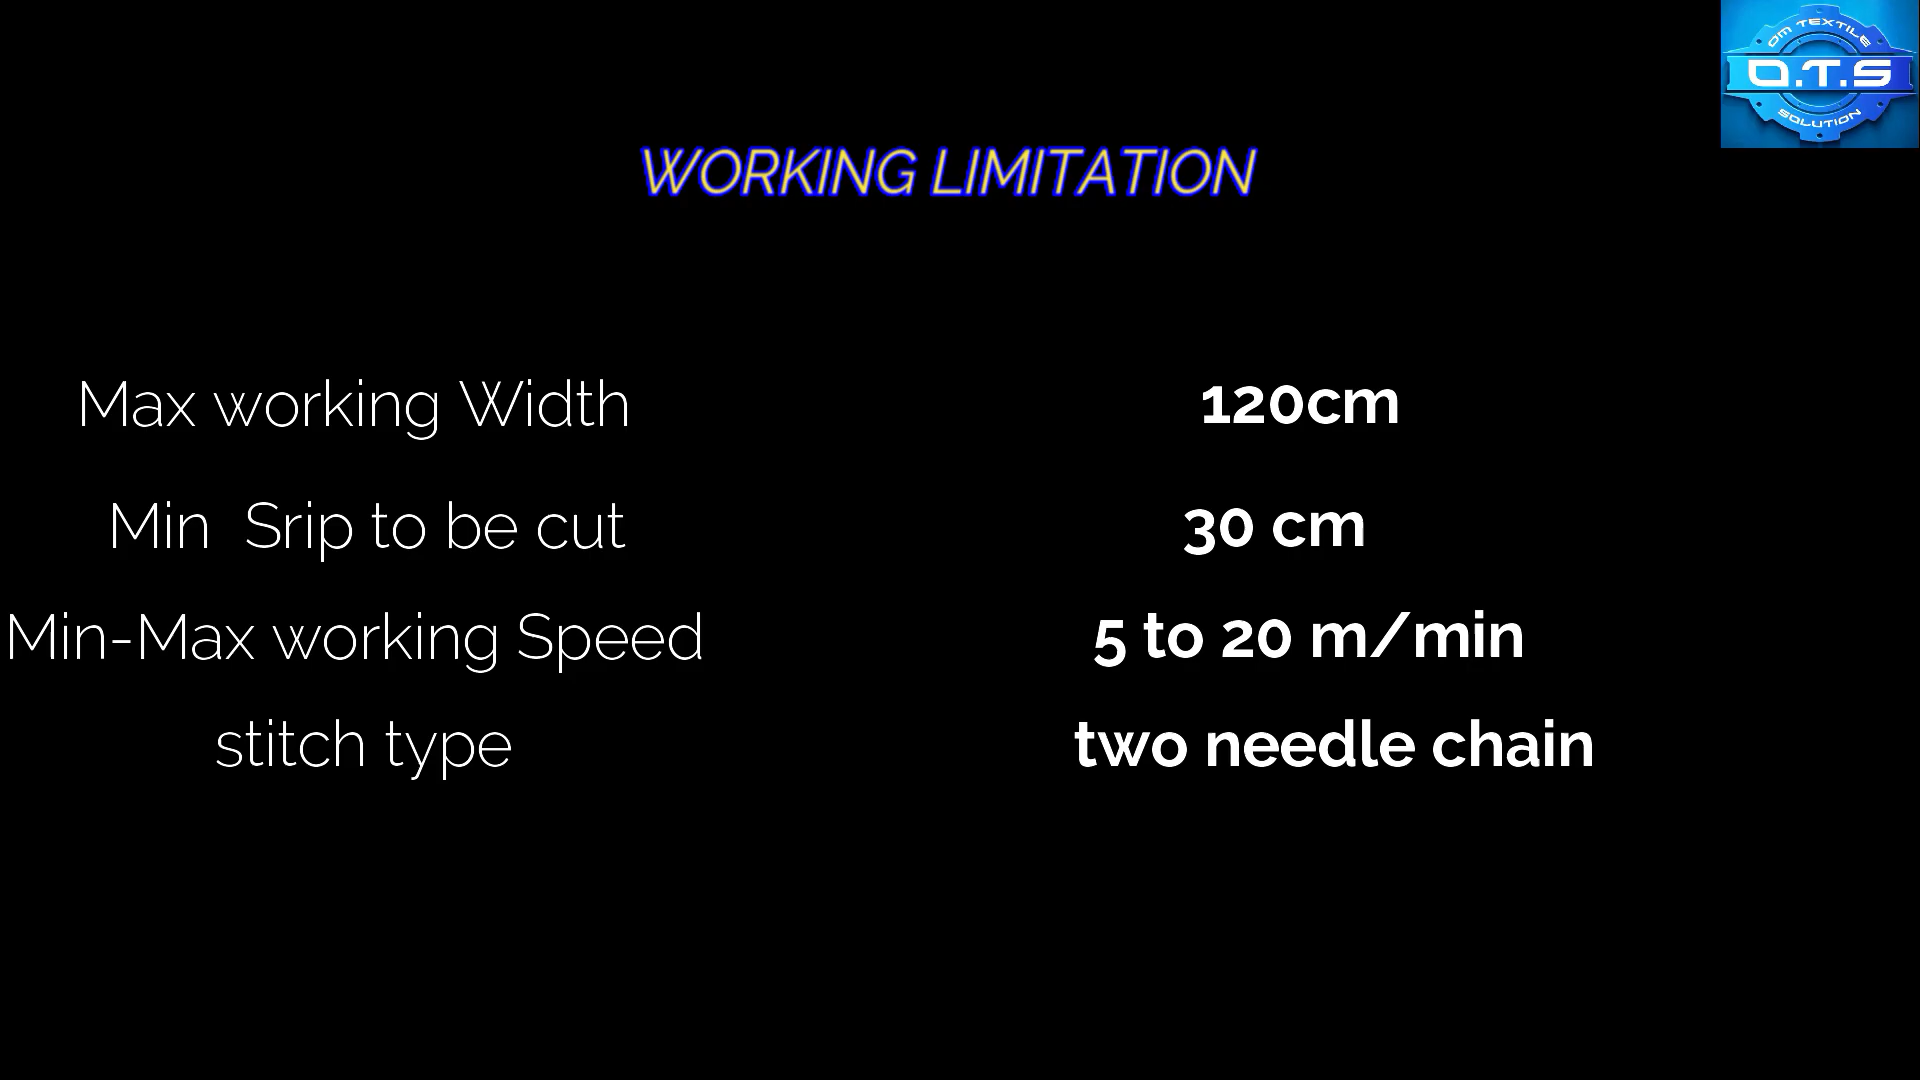 OM TEXTILE
O.T.S
SOLUTION
WORKING LIMITATION
Max working Width 120cm
Min Srip to be cut 30 cm
Min-Max working Speed 5 to 20 m/min
stitch type two needle chain